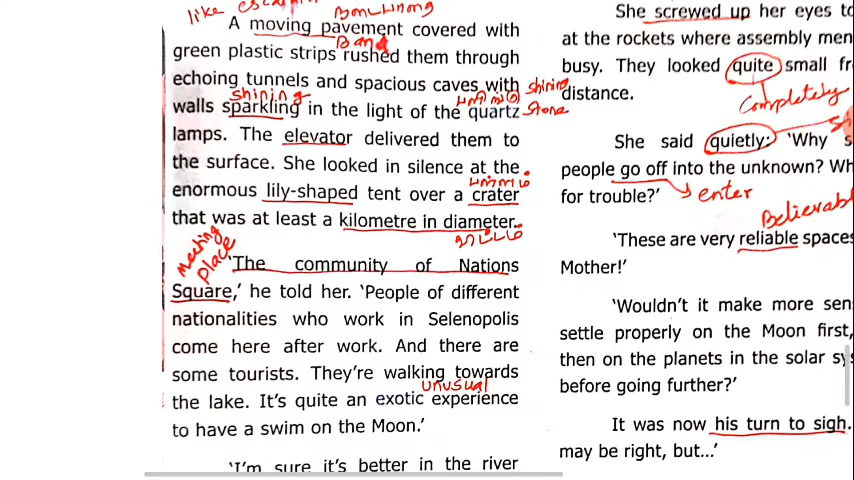 A moving pavement covered with
Band
green plastic strips rushed them through
echoing tunnels and spacious caves with
shining
shining
walls sparkling in the light of the quartz
Stone
lamps. The elevator delivered them to
the surface. She looked in silence at the
பள்ளம்
enormous lily-shaped tent over a crater
that was at least a kilometre in diameter.
விட்டம்
meeting
place
‘The community of Nations
Square,’ he told her. ‘People of different
nationalities who work in Selenopolis
come here after work. And there are
some tourists. They’re walking towards
unusual
the lake. It’s quite an exotic experience
to have a swim on the Moon.’
‘I’m sure it’s better in the river
She screwed up her eyes to
at the rockets where assembly men
busy. They looked quite small fr
distance.
Completely
She said quietly: ‘Why s
people go off into the unknown? Wh
for trouble?’
enter
Believabl
‘These are very reliable spaces
Mother!’
‘Wouldn’t it make more sen
settle properly on the Moon first,
then on the planets in the solar sy
before going further?’
It was now his turn to sigh.
may be right, but...’